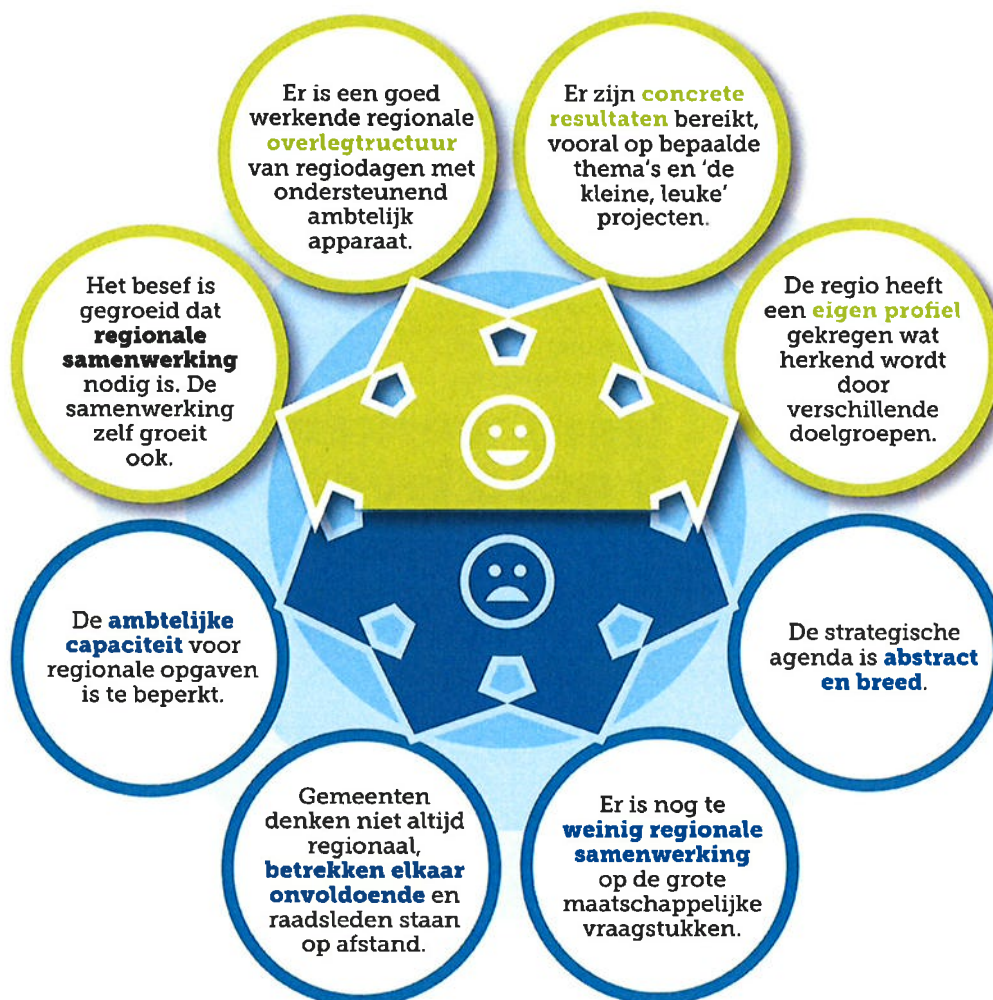 Er is een goed
werkende regionale
overlegtructuur
van regiodagen met
ondersteunend
ambtelijk
apparaat.
Er zijn concrete
resultaten bereikt,
vooral op bepaalde
thema's en 'de
kleine, leuke'
projecten.
Het besef is
gegroeid dat
regionale
samenwerking
nodig is. De
samenwerking
zelf groeit
ook.
De regio heeft
een eigen profiel
gekregen wat
herkend wordt
door
verschillende
doelgroepen.
De ambtelijke
capaciteit voor
regionale opgaven
is te beperkt.
De strategische
agenda is abstract
en breed.
Gemeenten
denken niet altijd
regionaal,
betrekken elkaar
onvoldoende en
raadsleden staan
op afstand.
Er is nog te
weinig regionale
samenwerking
op de grote
maatschappelijke
vraagstukken.